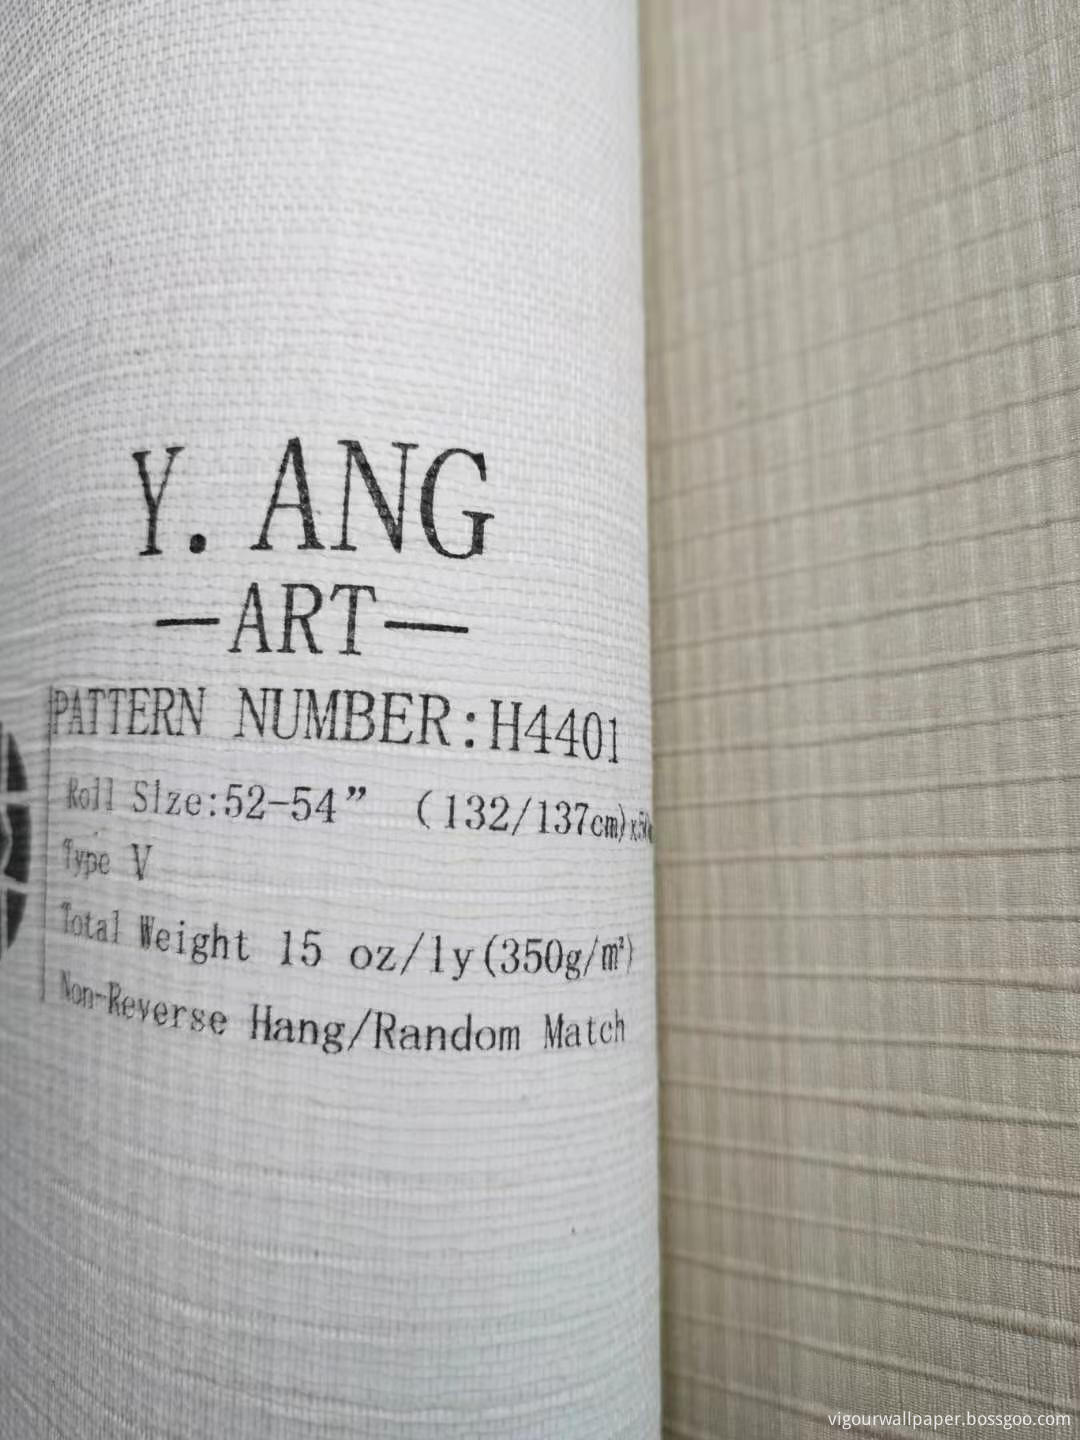 Y. ANG
—ART—
PATTERN NUMBER:H4401
Roll Size:52-54” (132/137cm)
Type V
Total Weight 15 oz/ly(350g/m²)
Non-Reverse Hang/Random Match
vigourwallpaper.bossgoo.com